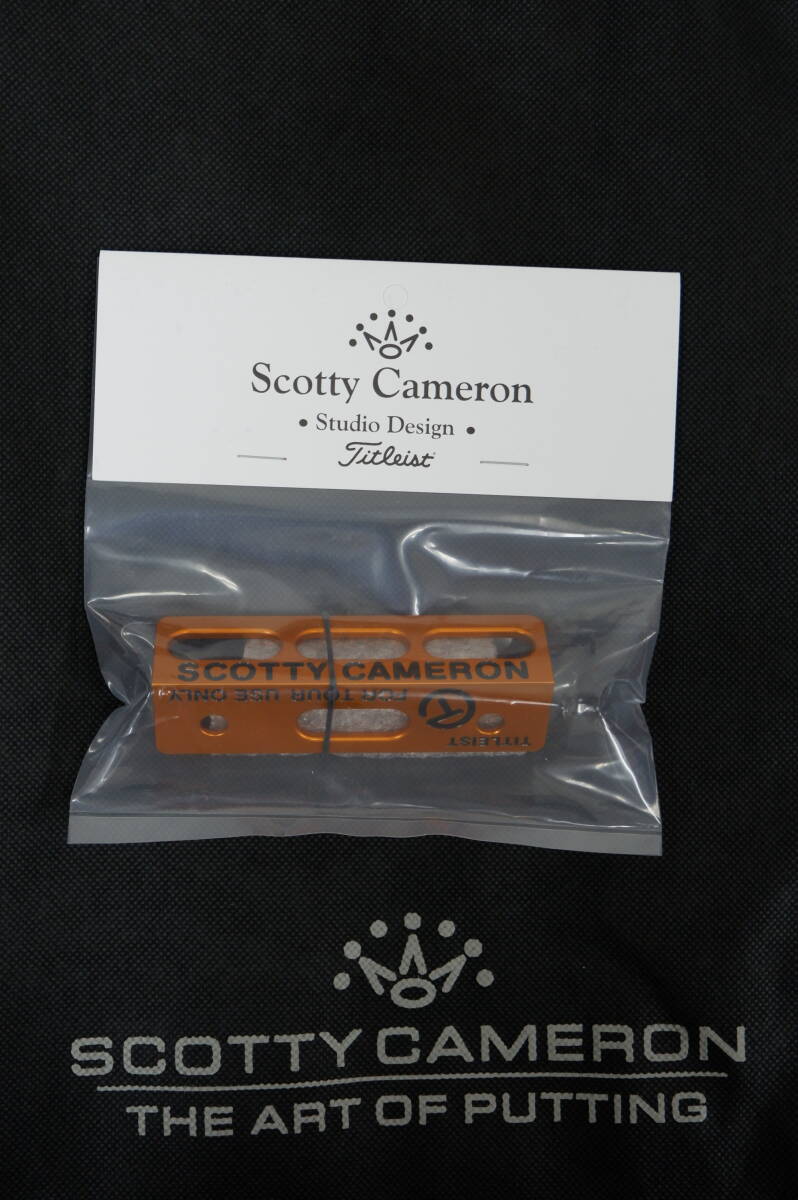 Scotty Cameron
• Studio Design •
Titleist
SCOTTY CAMERON
FOR TOUR USE ONLY
T
TITLEIST
SCOTTY CAMERON
THE ART OF PUTTING